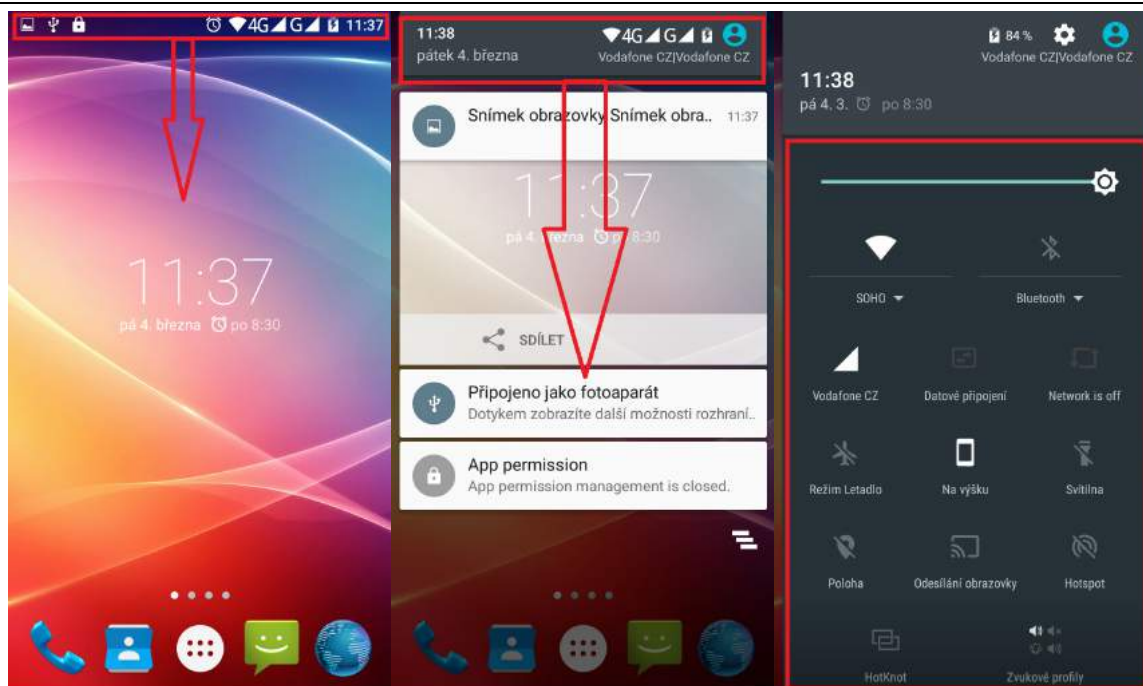 4G G 11:37
11:37
pá 4. března po 8:30
11:38
4G G
pátek 4. března
Vodafone CZ|Vodafone CZ
Snímek obrazovky Snímek obra.. 11:37
11:37
pá 4. března po 8:30
SDÍLET
Připojeno jako fotoaparát
Dotykem zobrazíte další možnosti rozhraní..
App permission
App permission management is closed.
84 %
Vodafone CZ|Vodafone CZ
11:38
pá 4. 3. po 8:30
SOHO
Bluetooth
Vodafone CZ
Datové připojení
Network is off
Režim Letadlo
Na výšku
Svítilna
Poloha
Odesílání obrazovky
Hotspot
HotKnot
Zvukové profily